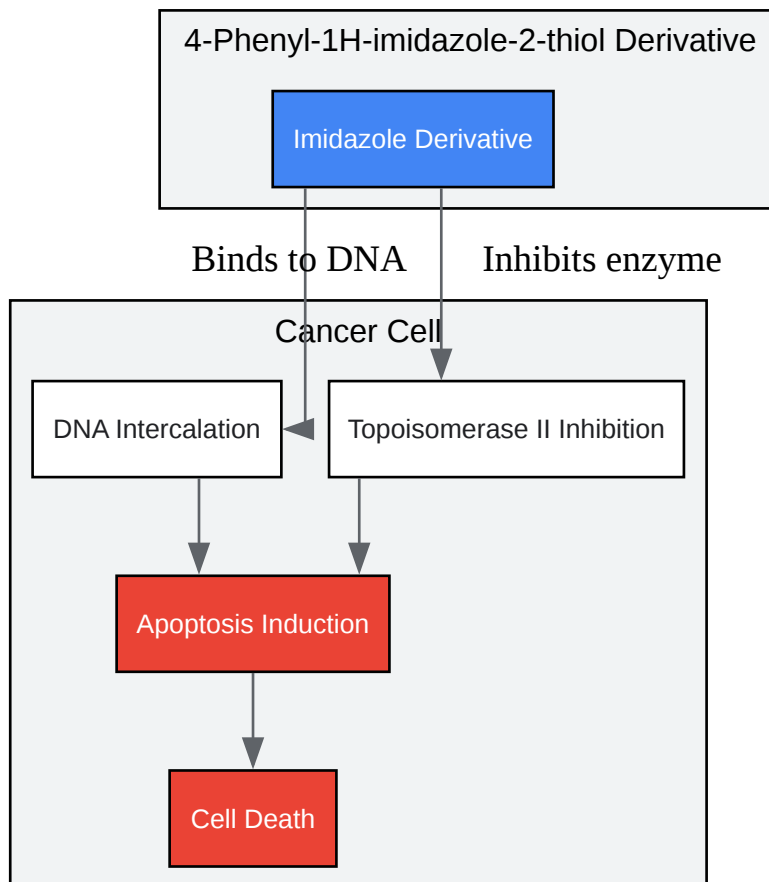 4-Phenyl-1H-imidazole-2-thiol Derivative
Imidazole Derivative
Binds to DNA
Inhibits enzyme
Cancer Cell
DNA Intercalation
Topoisomerase II Inhibition
Apoptosis Induction
Cell Death